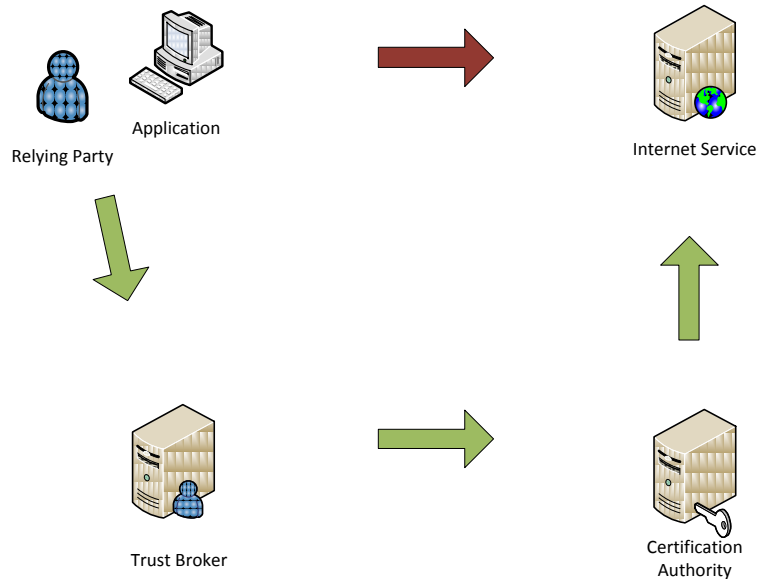 Application
Relying Party
Internet Service
Trust Broker
Certification
Authority